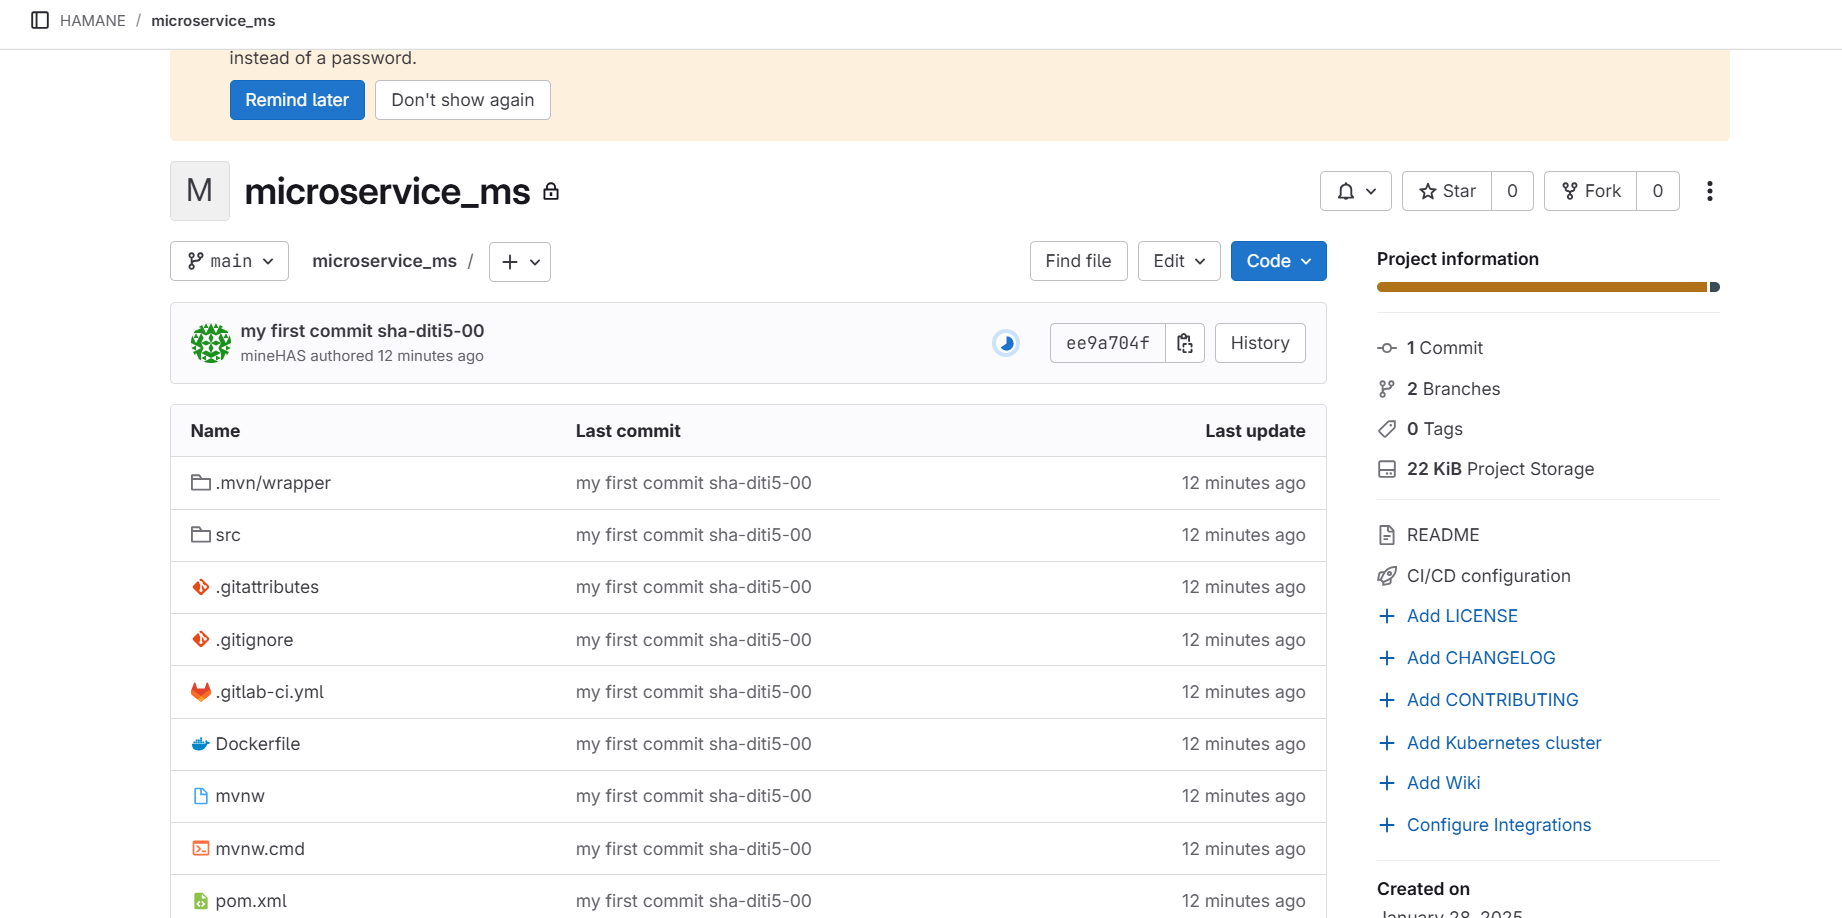 HAMANE / microservice_ms
instead of a password.
Remind later
Don't show again
M
microservice_ms
Star 0
Fork 0
main
microservice_ms /
Find file
Edit
Code
my first commit sha-diti5-00
mineHAS authored 12 minutes ago
ee9a704f
History
Name Last commit Last update
.mvn/wrapper my first commit sha-diti5-00 12 minutes ago
src my first commit sha-diti5-00 12 minutes ago
.gitattributes my first commit sha-diti5-00 12 minutes ago
.gitignore my first commit sha-diti5-00 12 minutes ago
.gitlab-ci.yml my first commit sha-diti5-00 12 minutes ago
Dockerfile my first commit sha-diti5-00 12 minutes ago
mvnw my first commit sha-diti5-00 12 minutes ago
mvnw.cmd my first commit sha-diti5-00 12 minutes ago
pom.xml my first commit sha-diti5-00 12 minutes ago
Project information
1 Commit
2 Branches
0 Tags
22 KiB Project Storage
README
CI/CD configuration
Add LICENSE
Add CHANGELOG
Add CONTRIBUTING
Add Kubernetes cluster
Add Wiki
Configure Integrations
Created on
January 28, 2025